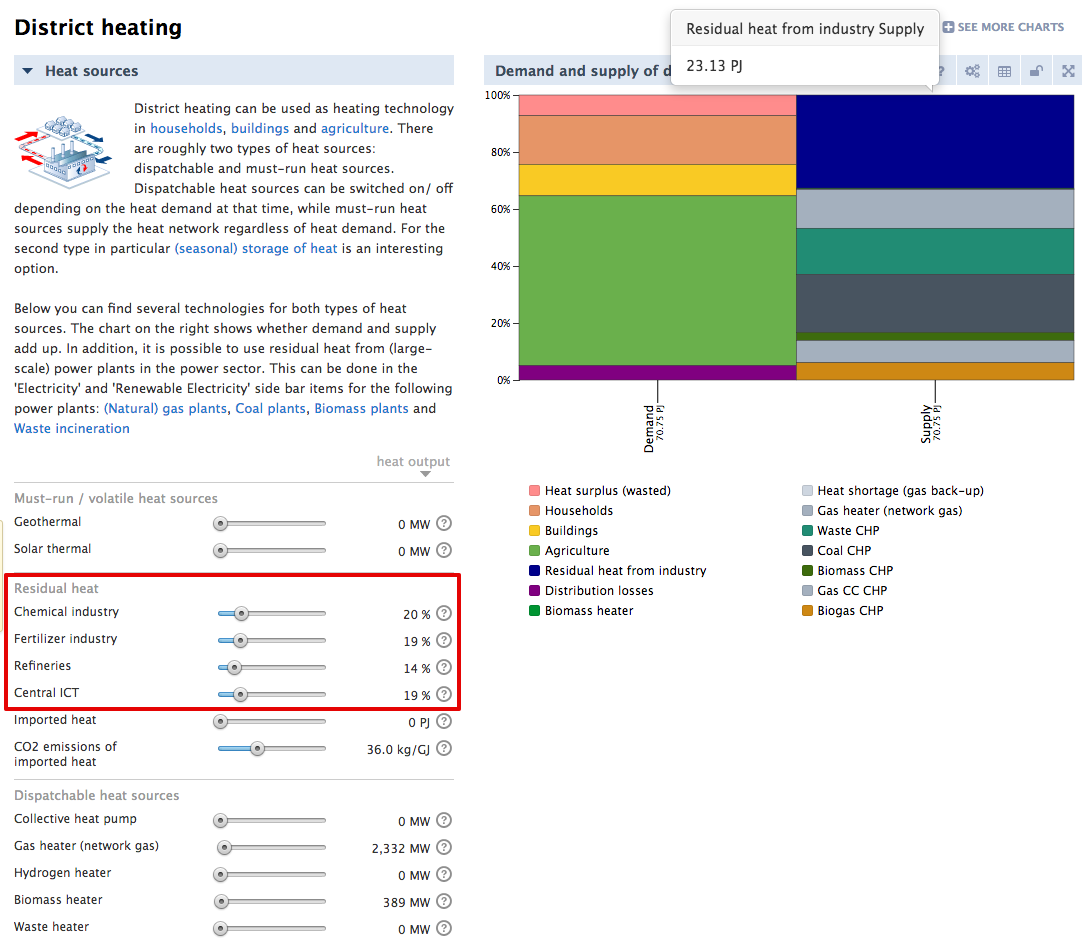 District heating
Heat sources
District heating can be used as heating technology
in households, buildings and agriculture. There
are roughly two types of heat sources:
dispatchable and must-run heat sources.
Dispatchable heat sources can be switched on/ off
depending on the heat demand at that time, while must-run heat
sources supply the heat network regardless of heat demand. For the
second type in particular (seasonal) storage of heat is an interesting
option.
Below you can find several technologies for both types of heat
sources. The chart on the right shows whether demand and supply
add up. In addition, it is possible to use residual heat from (large-
scale) power plants in the power sector. This can be done in the
'Electricity' and 'Renewable Electricity' side bar items for the following
power plants: (Natural) gas plants, Coal plants, Biomass plants and
Waste incineration
heat output
Must-run / volatile heat sources
Geothermal 0 MW ?
Solar thermal 0 MW ?
Residual heat
Chemical industry 20 % ?
Fertilizer industry 19 % ?
Refineries 14 % ?
Central ICT 19 % ?
Imported heat 0 PJ ?
CO2 emissions of
imported heat 36.0 kg/GJ ?
Dispatchable heat sources
Collective heat pump 0 MW ?
Gas heater (network gas) 2,332 MW ?
Hydrogen heater 0 MW ?
Biomass heater 389 MW ?
Waste heater 0 MW ?
Residual heat from industry Supply
23.13 PJ
SEE MORE CHARTS
Demand and supply of d
?
100%
80%
60%
40%
20%
0%
Demand
70.75 PJ
Supply
70.75 PJ
Heat surplus (wasted)
Households
Buildings
Agriculture
Residual heat from industry
Distribution losses
Biomass heater
Heat shortage (gas back-up)
Gas heater (network gas)
Waste CHP
Coal CHP
Biomass CHP
Gas CC CHP
Biogas CHP